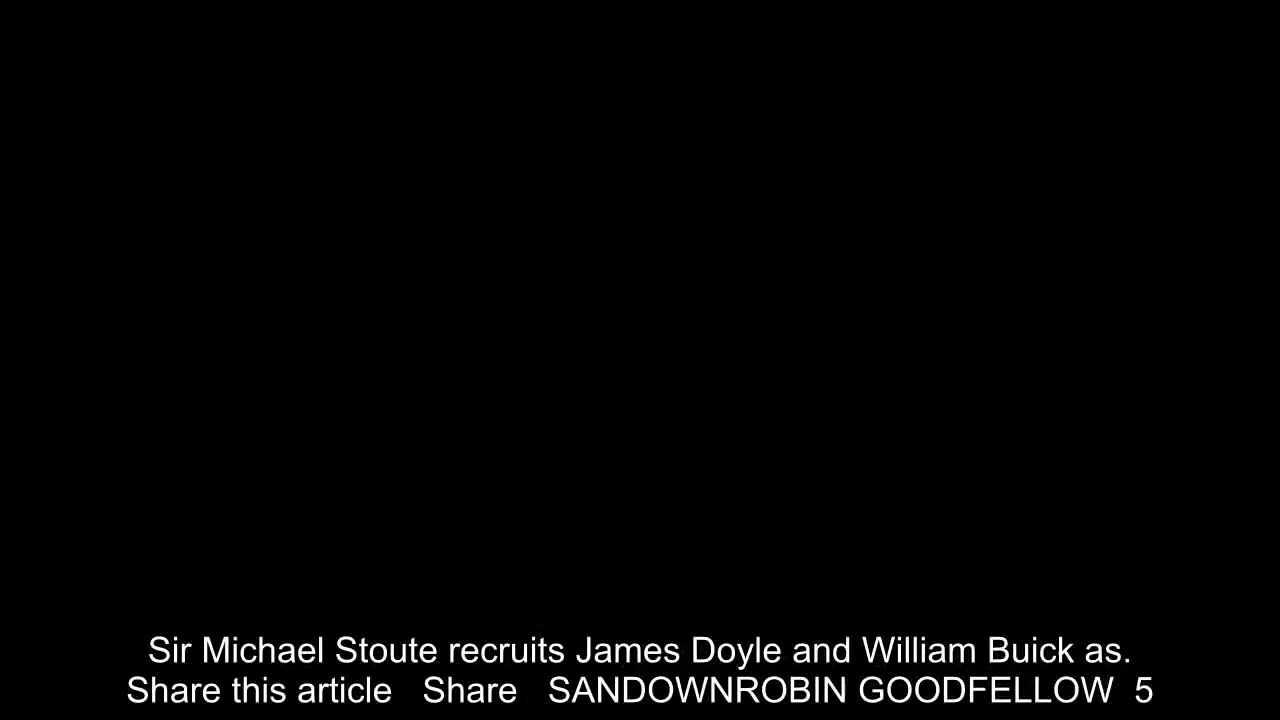 Sir Michael Stoute recruits James Doyle and William Buick as.
Share this article   Share   SANDOWNROBIN GOODFELLOW  5